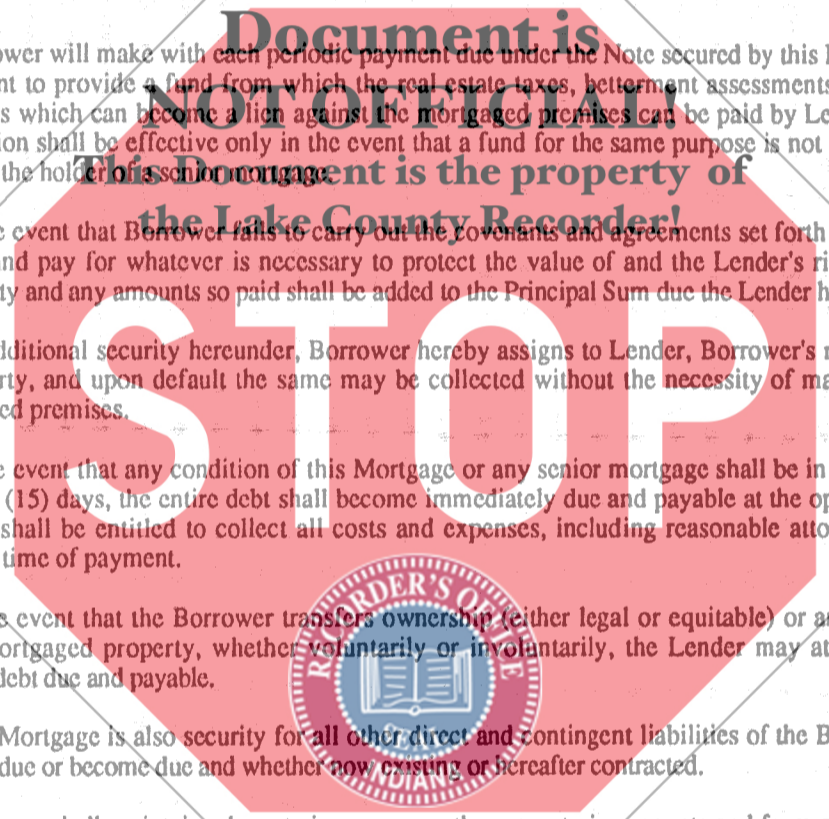 Document is
ower will make with each periodic payment due under the Note secured by this
nt to provide a fund from which the real estate taxes, betterment assessments
s which can become a lien against the mortgaged premises can be paid by Le
NOT OFFICIAL!
ion shall be effective only in the event that a fund for the same purpose is not
the holder of a senior mortgage.
This Document is the property of
the Lake County Recorder!
e event that Borrower fails to carry out the covenants and agreements set forth
nd pay for whatever is necessary to protect the value of and the Lender's ri
ty and any amounts so paid shall be added to the Principal Sum due the Lender h
STOP
dditional security hereunder, Borrower hereby assigns to Lender, Borrower's r
rty, and upon default the same may be collected without the necessity of ma
ed premises.
e event that any condition of this Mortgage or any senior mortgage shall be in
(15) days, the entire debt shall become immediately due and payable at the op
shall be entitled to collect all costs and expenses, including reasonable atto
time of payment.
e event that the Borrower transfers ownership (either legal or equitable) or a
ortgaged property, whether voluntarily or involuntarily, the Lender may at
debt due and payable.
RECORDER'S OFFICE
SEAL
INDIANA
Mortgage is also security for all other direct and contingent liabilities of the B
due or become due and whether now existing or hereafter contracted.